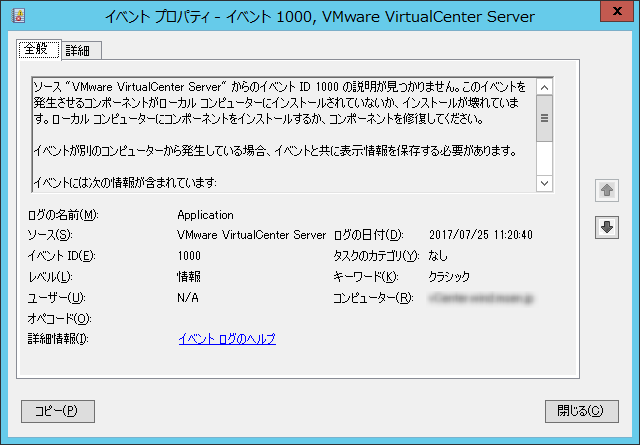 イベント プロパティ - イベント 1000, VMware VirtualCenter Server
x
全般 詳細
ソース "VMware VirtualCenter Server" からのイベント ID 1000 の説明が見つかりません。このイベントを
発生させるコンポーネントがローカル コンピューターにインストールされていないか、インストールが壊れていま
す。ローカル コンピューターにコンポーネントをインストールするか、コンポーネントを修復してください。
イベントが別のコンピューターから発生している場合、イベントと共に表示情報を保存する必要があります。
イベントには次の情報が含まれています:
ログの名前(M): Application
ソース(S): VMware VirtualCenter Server ログの日付(D): 2017/07/25 11:20:40
イベント ID(E): 1000 タスクのカテゴリ(Y): なし
レベル(L): 情報 キーワード(K): クラシック
ユーザー(U): N/A コンピューター(R):
オペコード(O):
詳細情報(I): イベント ログのヘルプ
コピー(P) 閉じる(C)